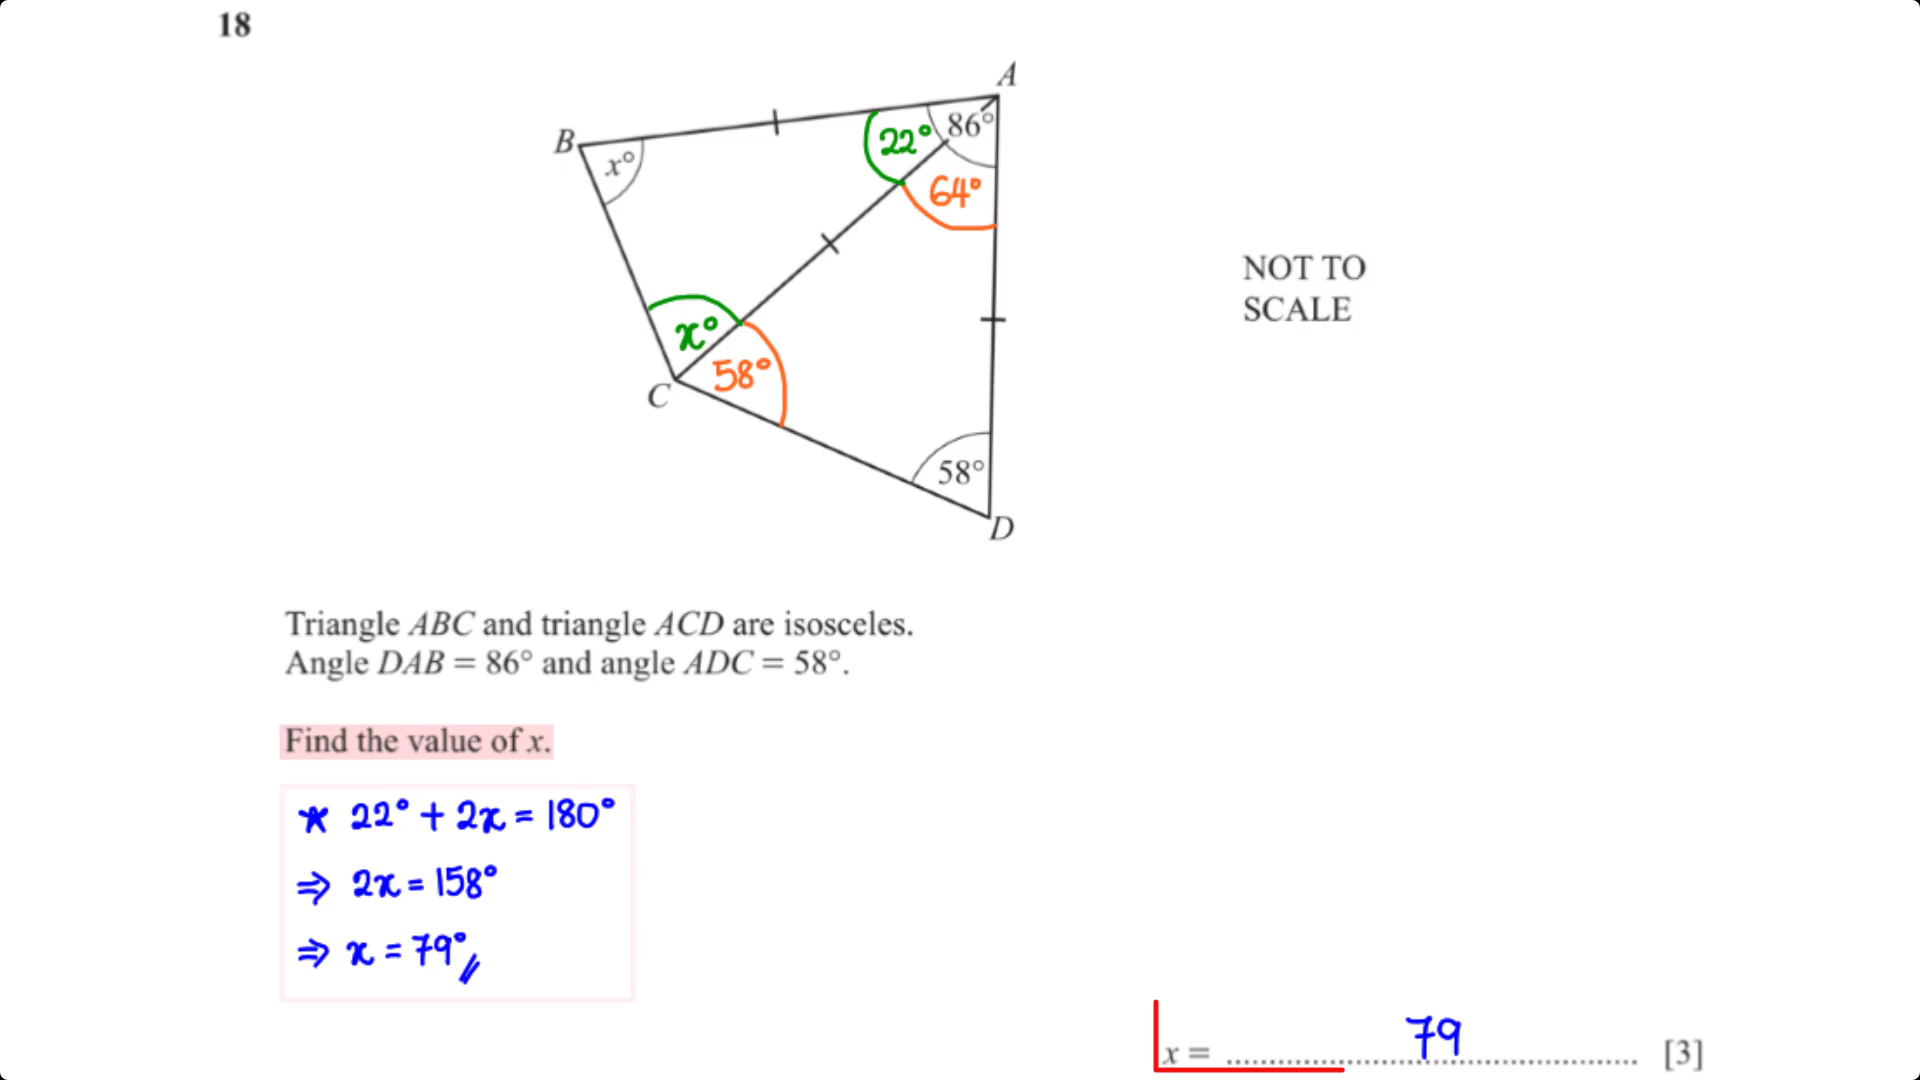 18
A
B
x°
22°
86°
64°
x°
58°
C
58°
D
NOT TO
SCALE
Triangle ABC and triangle ACD are isosceles.
Angle DAB = 86° and angle ADC = 58°.
Find the value of x.
* 22° + 2x = 180°
⇒ 2x = 158°
⇒ x = 79°
x = ................79................ [3]